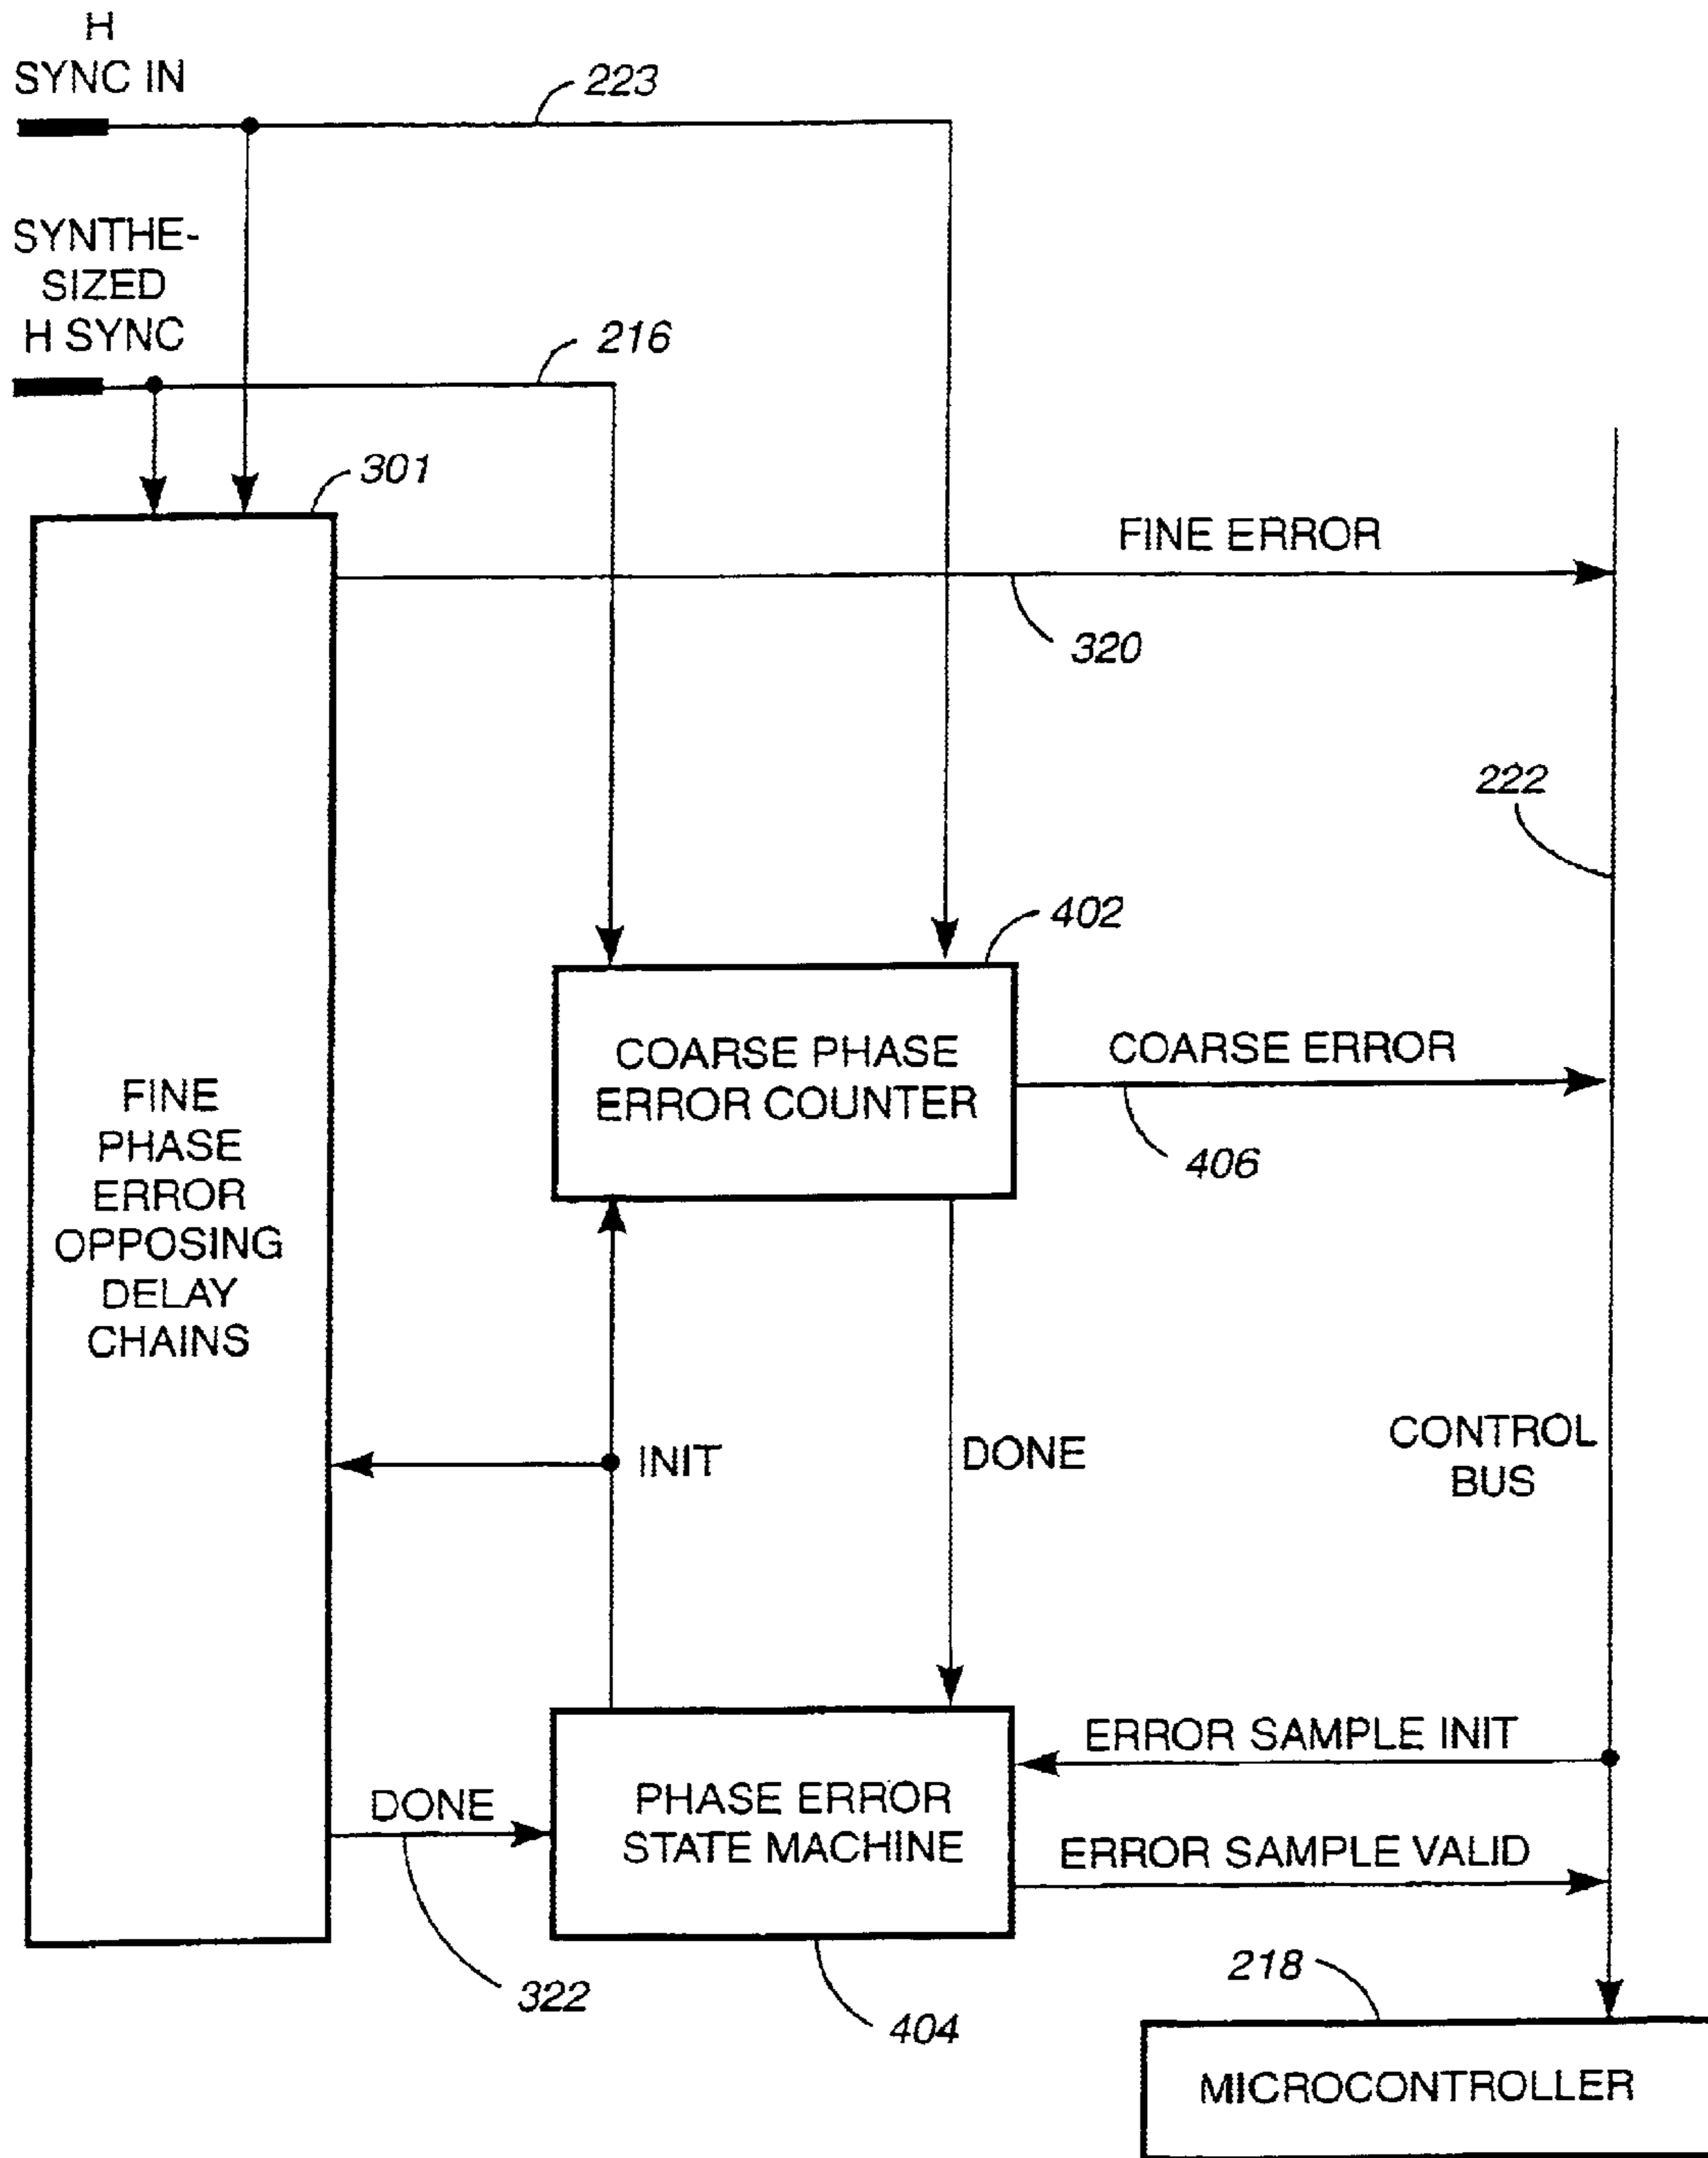 H
SYNC IN
223
SYNTHE-
SIZED
H SYNC
216
301
FINE ERROR
320
222
402
COARSE PHASE
ERROR COUNTER
COARSE ERROR
406
FINE
PHASE
ERROR
OPPOSING
DELAY
CHAINS
INIT
DONE
CONTROL
BUS
ERROR SAMPLE INIT
DONE
PHASE ERROR
STATE MACHINE
ERROR SAMPLE VALID
322
404
218
MICROCONTROLLER